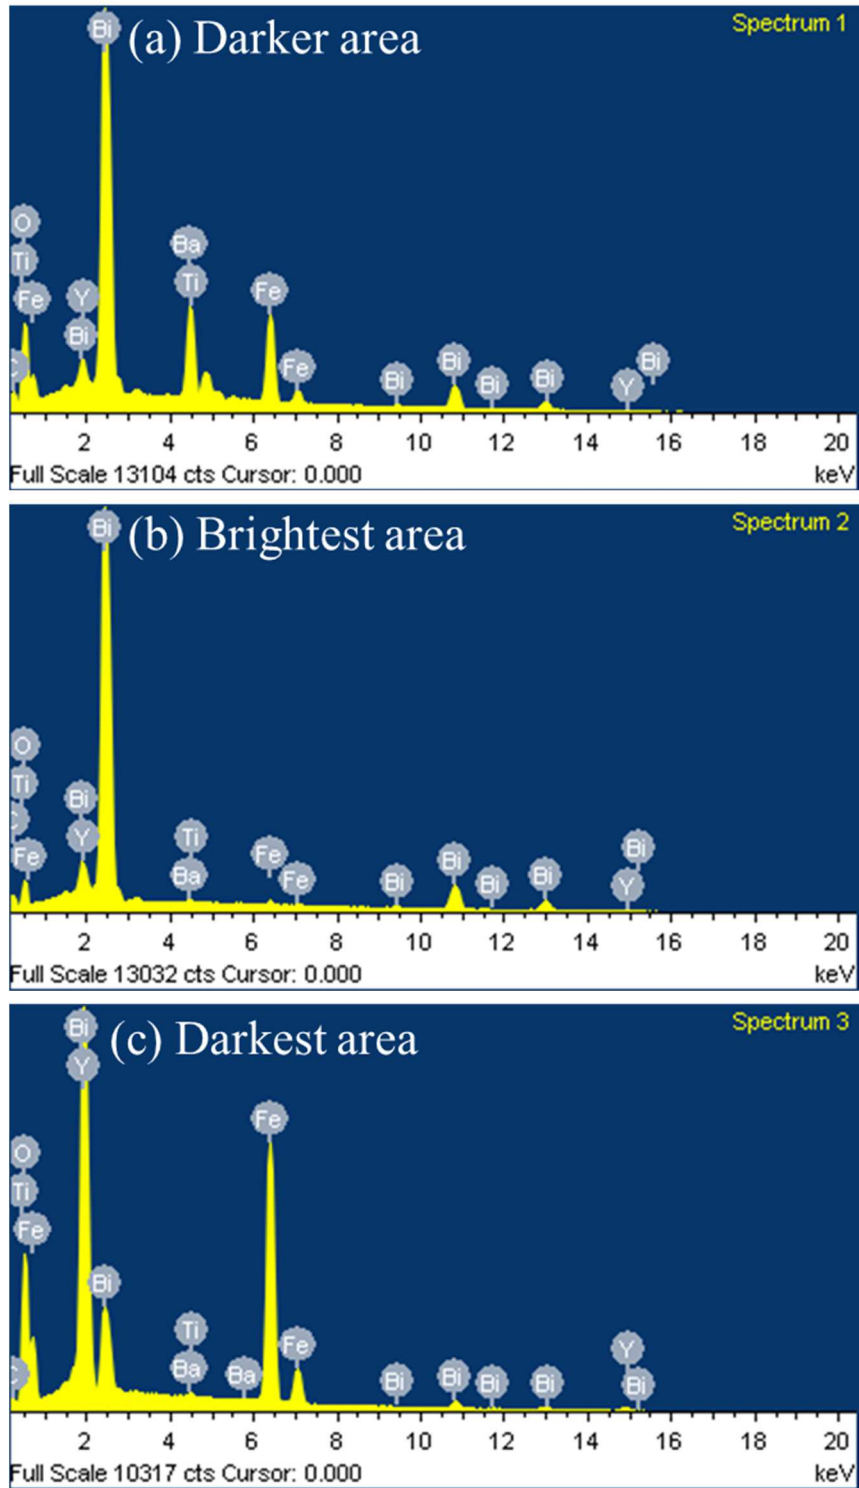 (a) Darker area
Spectrum 1
Bi
O
Ti
Fe
Y
Bi
Ba
Ti
Fe
Fe
Bi
Bi
Bi
Bi
Y
Bi
2 4 6 8 10 12 14 16 18 20
Full Scale 13104 cts Cursor: 0.000 keV
(b) Brightest area
Spectrum 2
Bi
O
Ti
Fe
Bi
Y
Ti
Ba
Fe
Fe
Bi
Bi
Bi
Bi
Bi
Y
2 4 6 8 10 12 14 16 18 20
Full Scale 13032 cts Cursor: 0.000 keV
(c) Darkest area
Spectrum 3
Bi
Y
O
Ti
Fe
Bi
Ti
Ba
Ba
Fe
Fe
Bi
Bi
Bi
Bi
Y
Bi
2 4 6 8 10 12 14 16 18 20
Full Scale 10317 cts Cursor: 0.000 keV